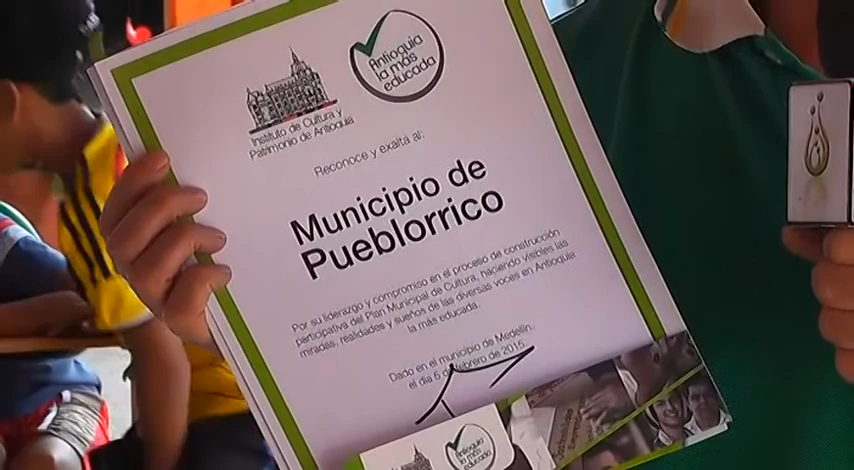 Instituto de Cultura y
Patrimonio de Antioquia
Antioquia
la más
educada
Reconoce y exalta al:
Municipio de
Pueblorrico
Por su liderazgo y compromiso en el proceso de construcción
participativa del Plan Municipal de Cultura, haciendo visibles las
miradas, realidades y sueños de las diversas voces en Antioquia
la más educada.
Dado en el municipio de Medellín,
el día 6 de febrero de 2015
Antioquia
la más
educada